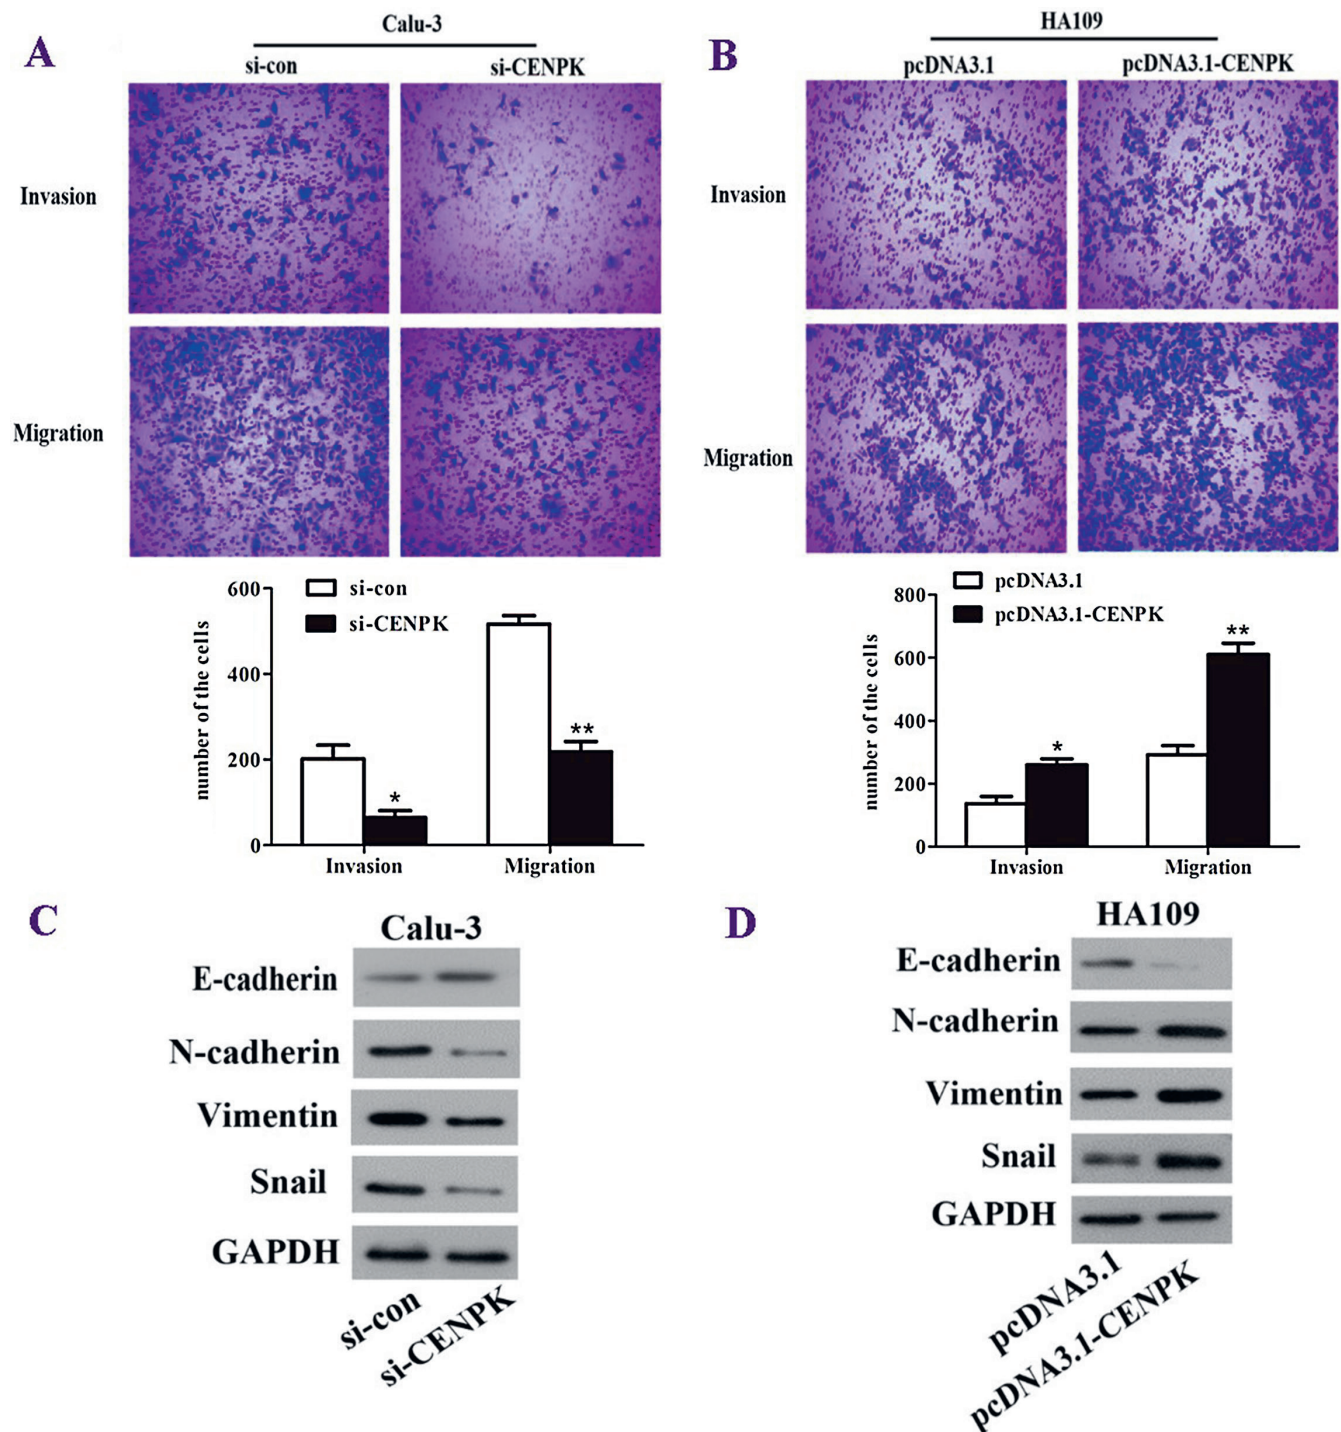 A
Calu-3
si-con
si-CENPK
Invasion
Migration
600
400
200
0
number of the cells
si-con
si-CENPK
*
**
Invasion
Migration
B
HA109
pcDNA3.1
pcDNA3.1-CENPK
Invasion
Migration
800
600
400
200
0
number of the cells
pcDNA3.1
pcDNA3.1-CENPK
*
**
Invasion
Migration
C
Calu-3
E-cadherin
N-cadherin
Vimentin
Snail
GAPDH
si-con
si-CENPK
D
HA109
E-cadherin
N-cadherin
Vimentin
Snail
GAPDH
pcDNA3.1
pcDNA3.1-CENPK